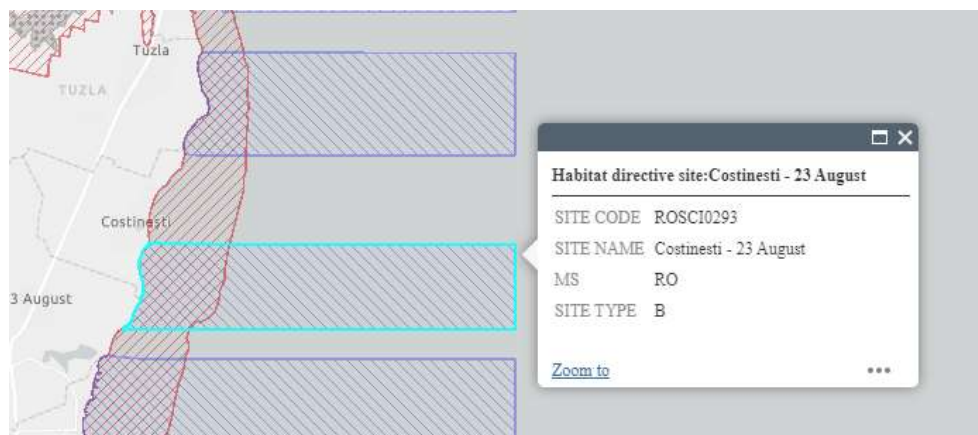 Tuzla
TUZLA
Costinești
3 August
Habitat directive site:Costinesti - 23 August
SITE CODE ROSCI0293
SITE NAME Costinesti - 23 August
MS RO
SITE TYPE B
Zoom to